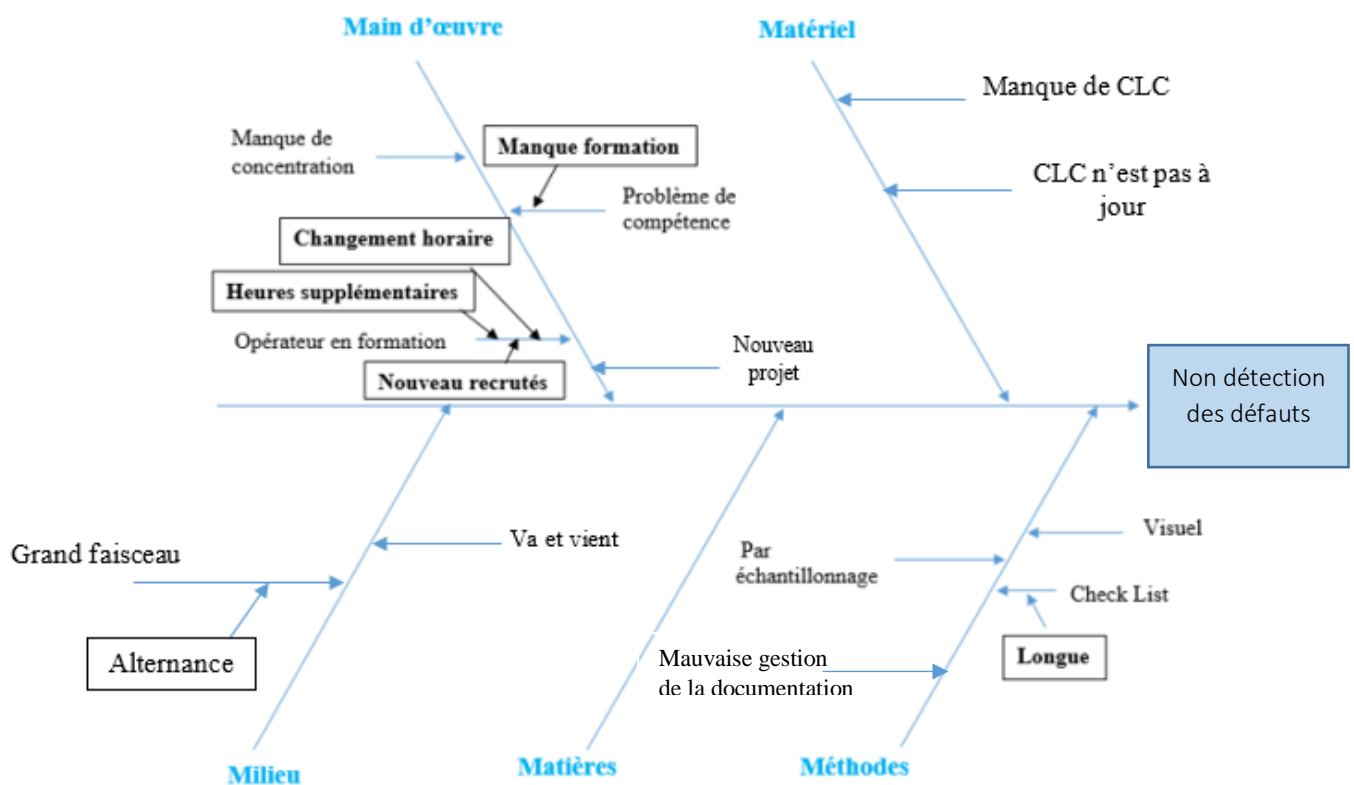 Main d’œuvre
Matériel
Manque de CLC
Manque de
concentration
Manque formation
CLC n’est pas à
jour
Problème de
compétence
Changement horaire
Heures supplémentaires
Opérateur en formation
Nouveau recrutés
Nouveau
projet
Non détection
des défauts
Grand faisceau
Va et vient
Alternance
Par
échantillonnage
Visuel
Check List
Longue
Mauvaise gestion
de la documentation
Milieu
Matières
Méthodes